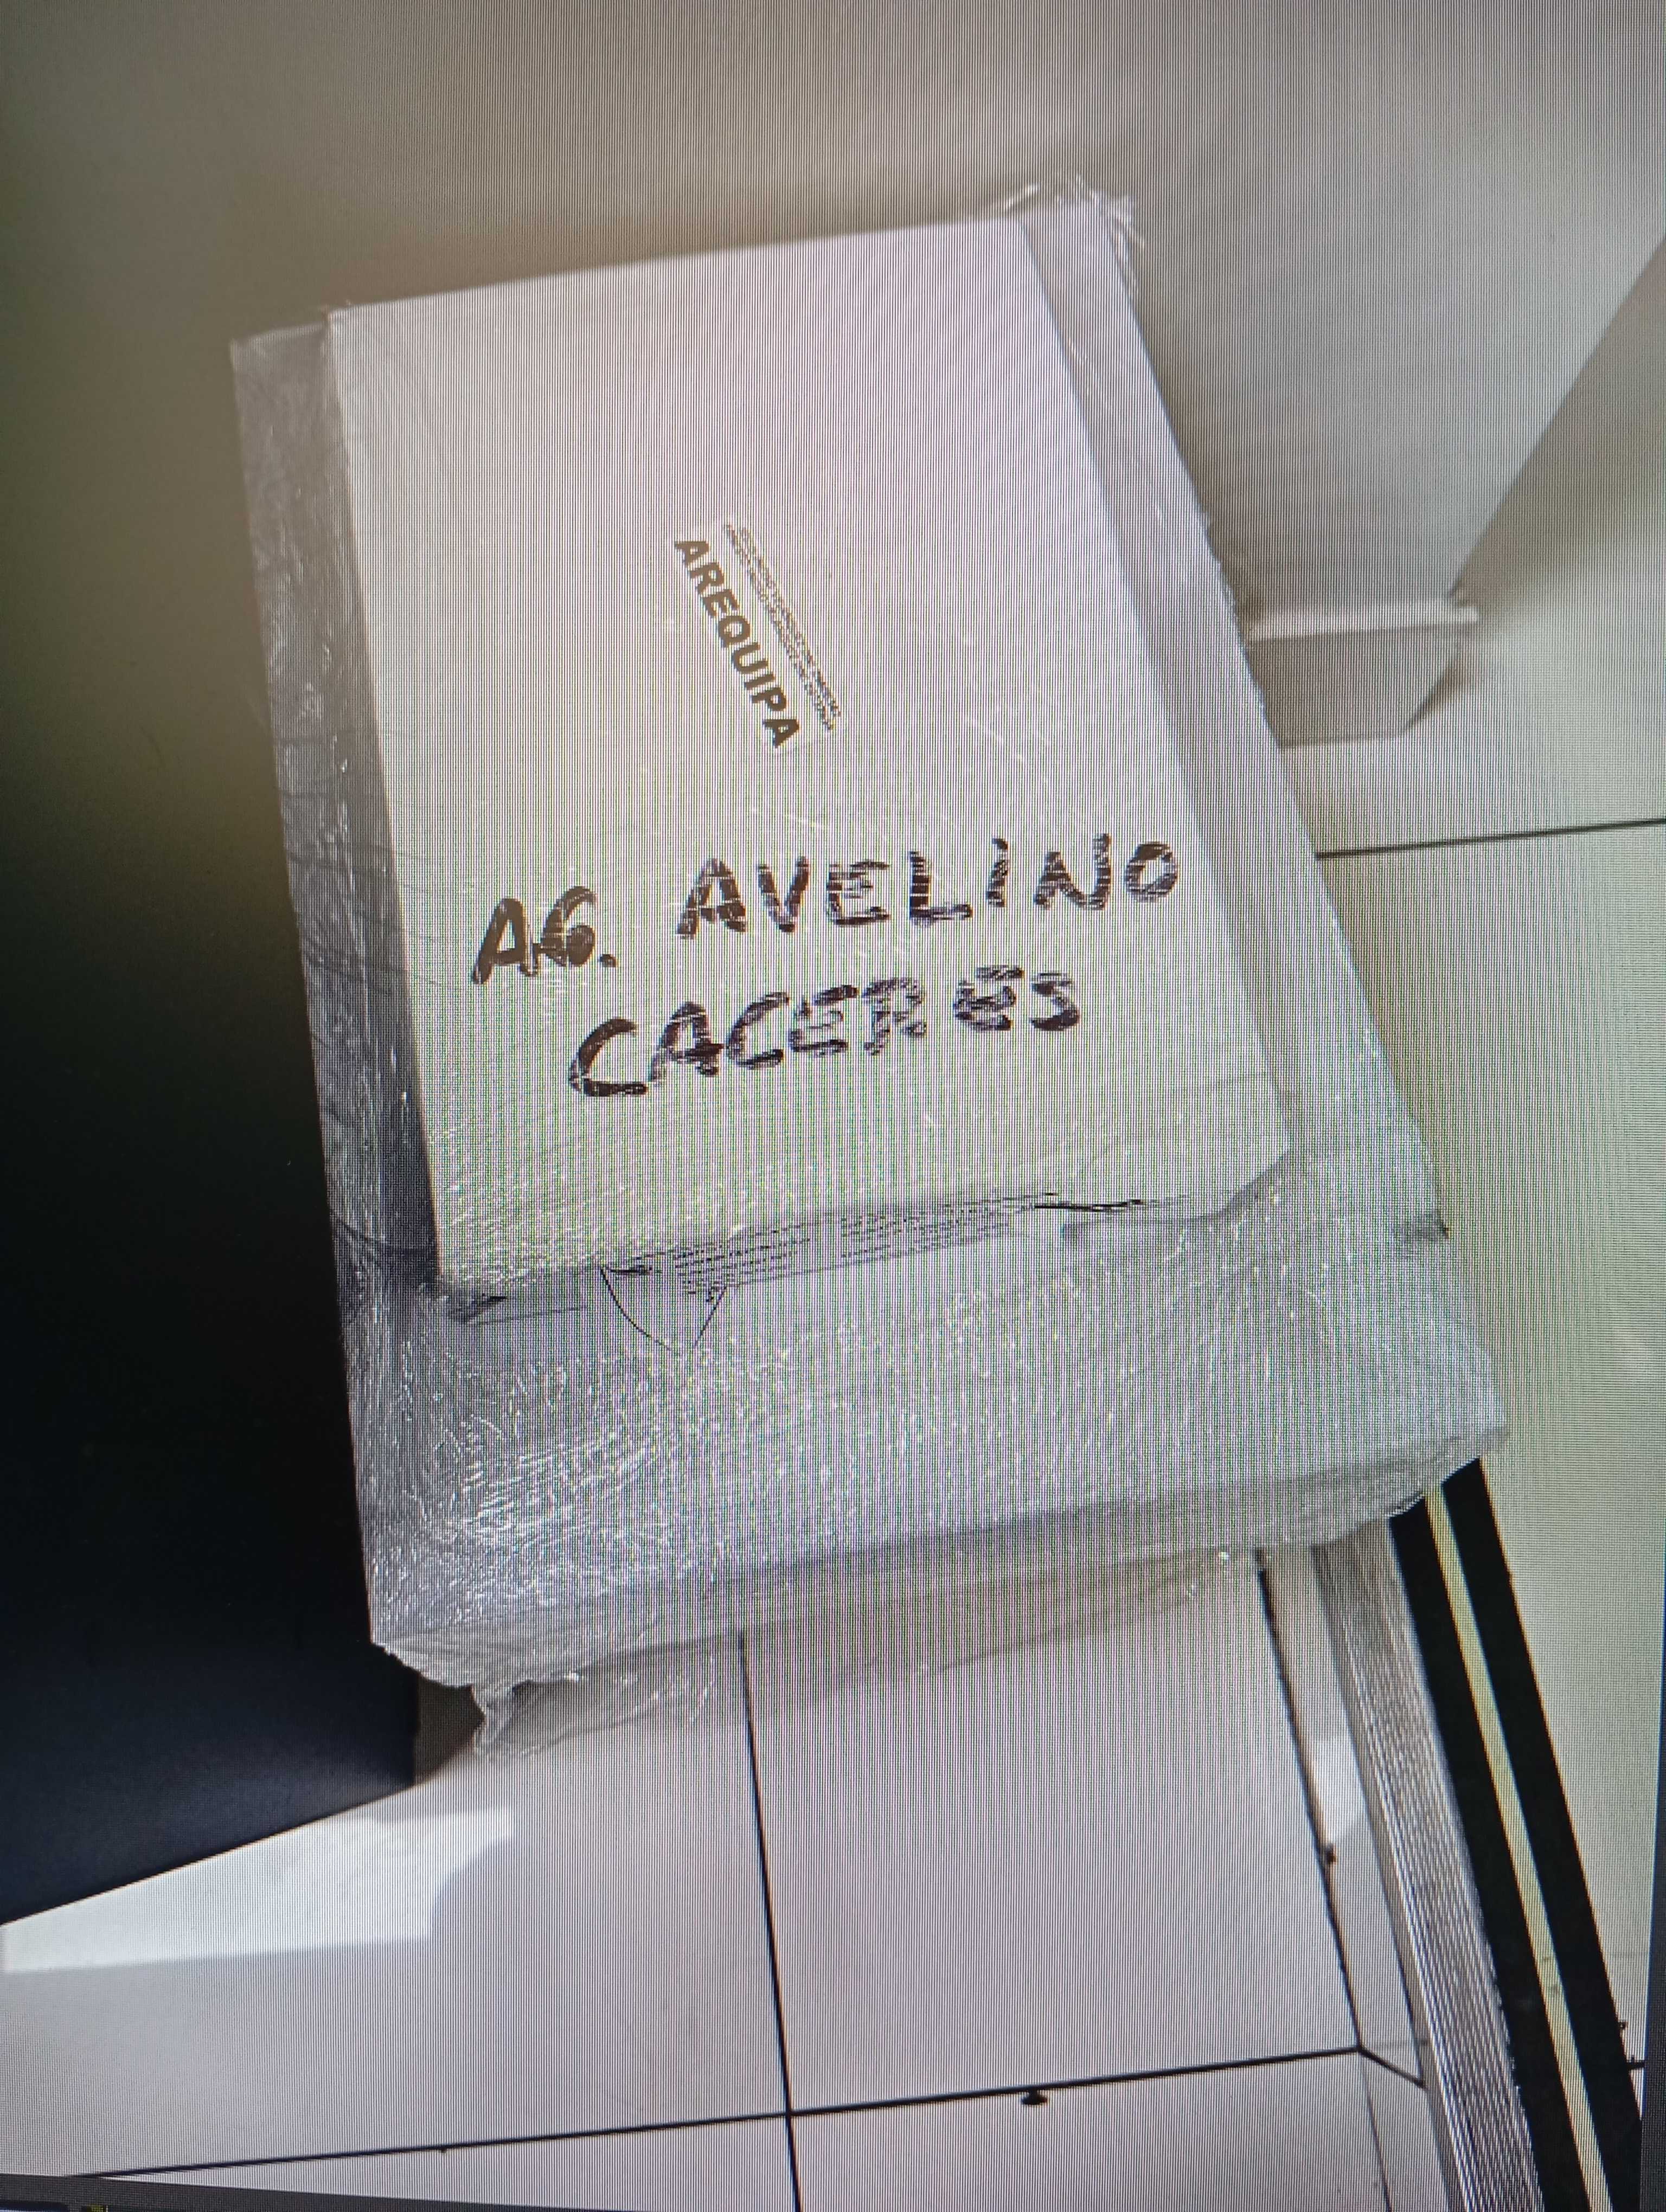 AREQUIPA
AG. AVELINO
CACERES